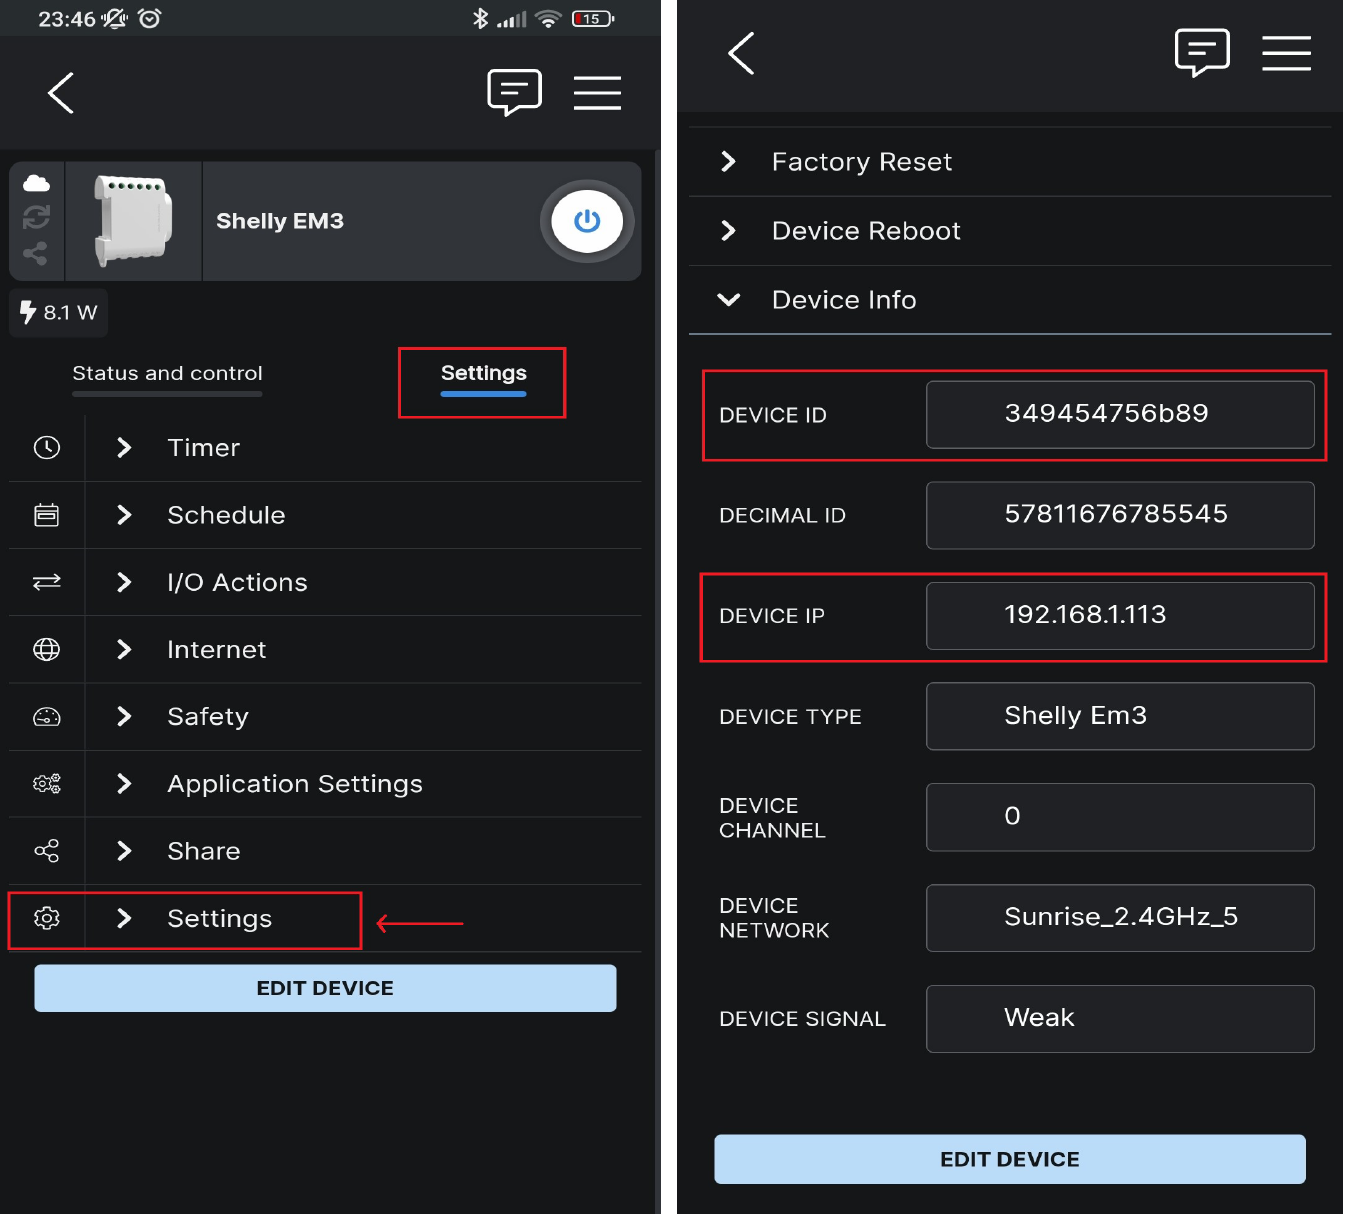 23:46
15
Shelly EM3
8.1 W
Status and control
Settings
Timer
Schedule
I/O Actions
Internet
Safety
Application Settings
Share
Settings
EDIT DEVICE
Factory Reset
Device Reboot
Device Info
DEVICE ID
349454756b89
DECIMAL ID
57811676785545
DEVICE IP
192.168.1.113
DEVICE TYPE
Shelly Em3
DEVICE
CHANNEL
0
DEVICE
NETWORK
Sunrise_2.4GHz_5
DEVICE SIGNAL
Weak
EDIT DEVICE